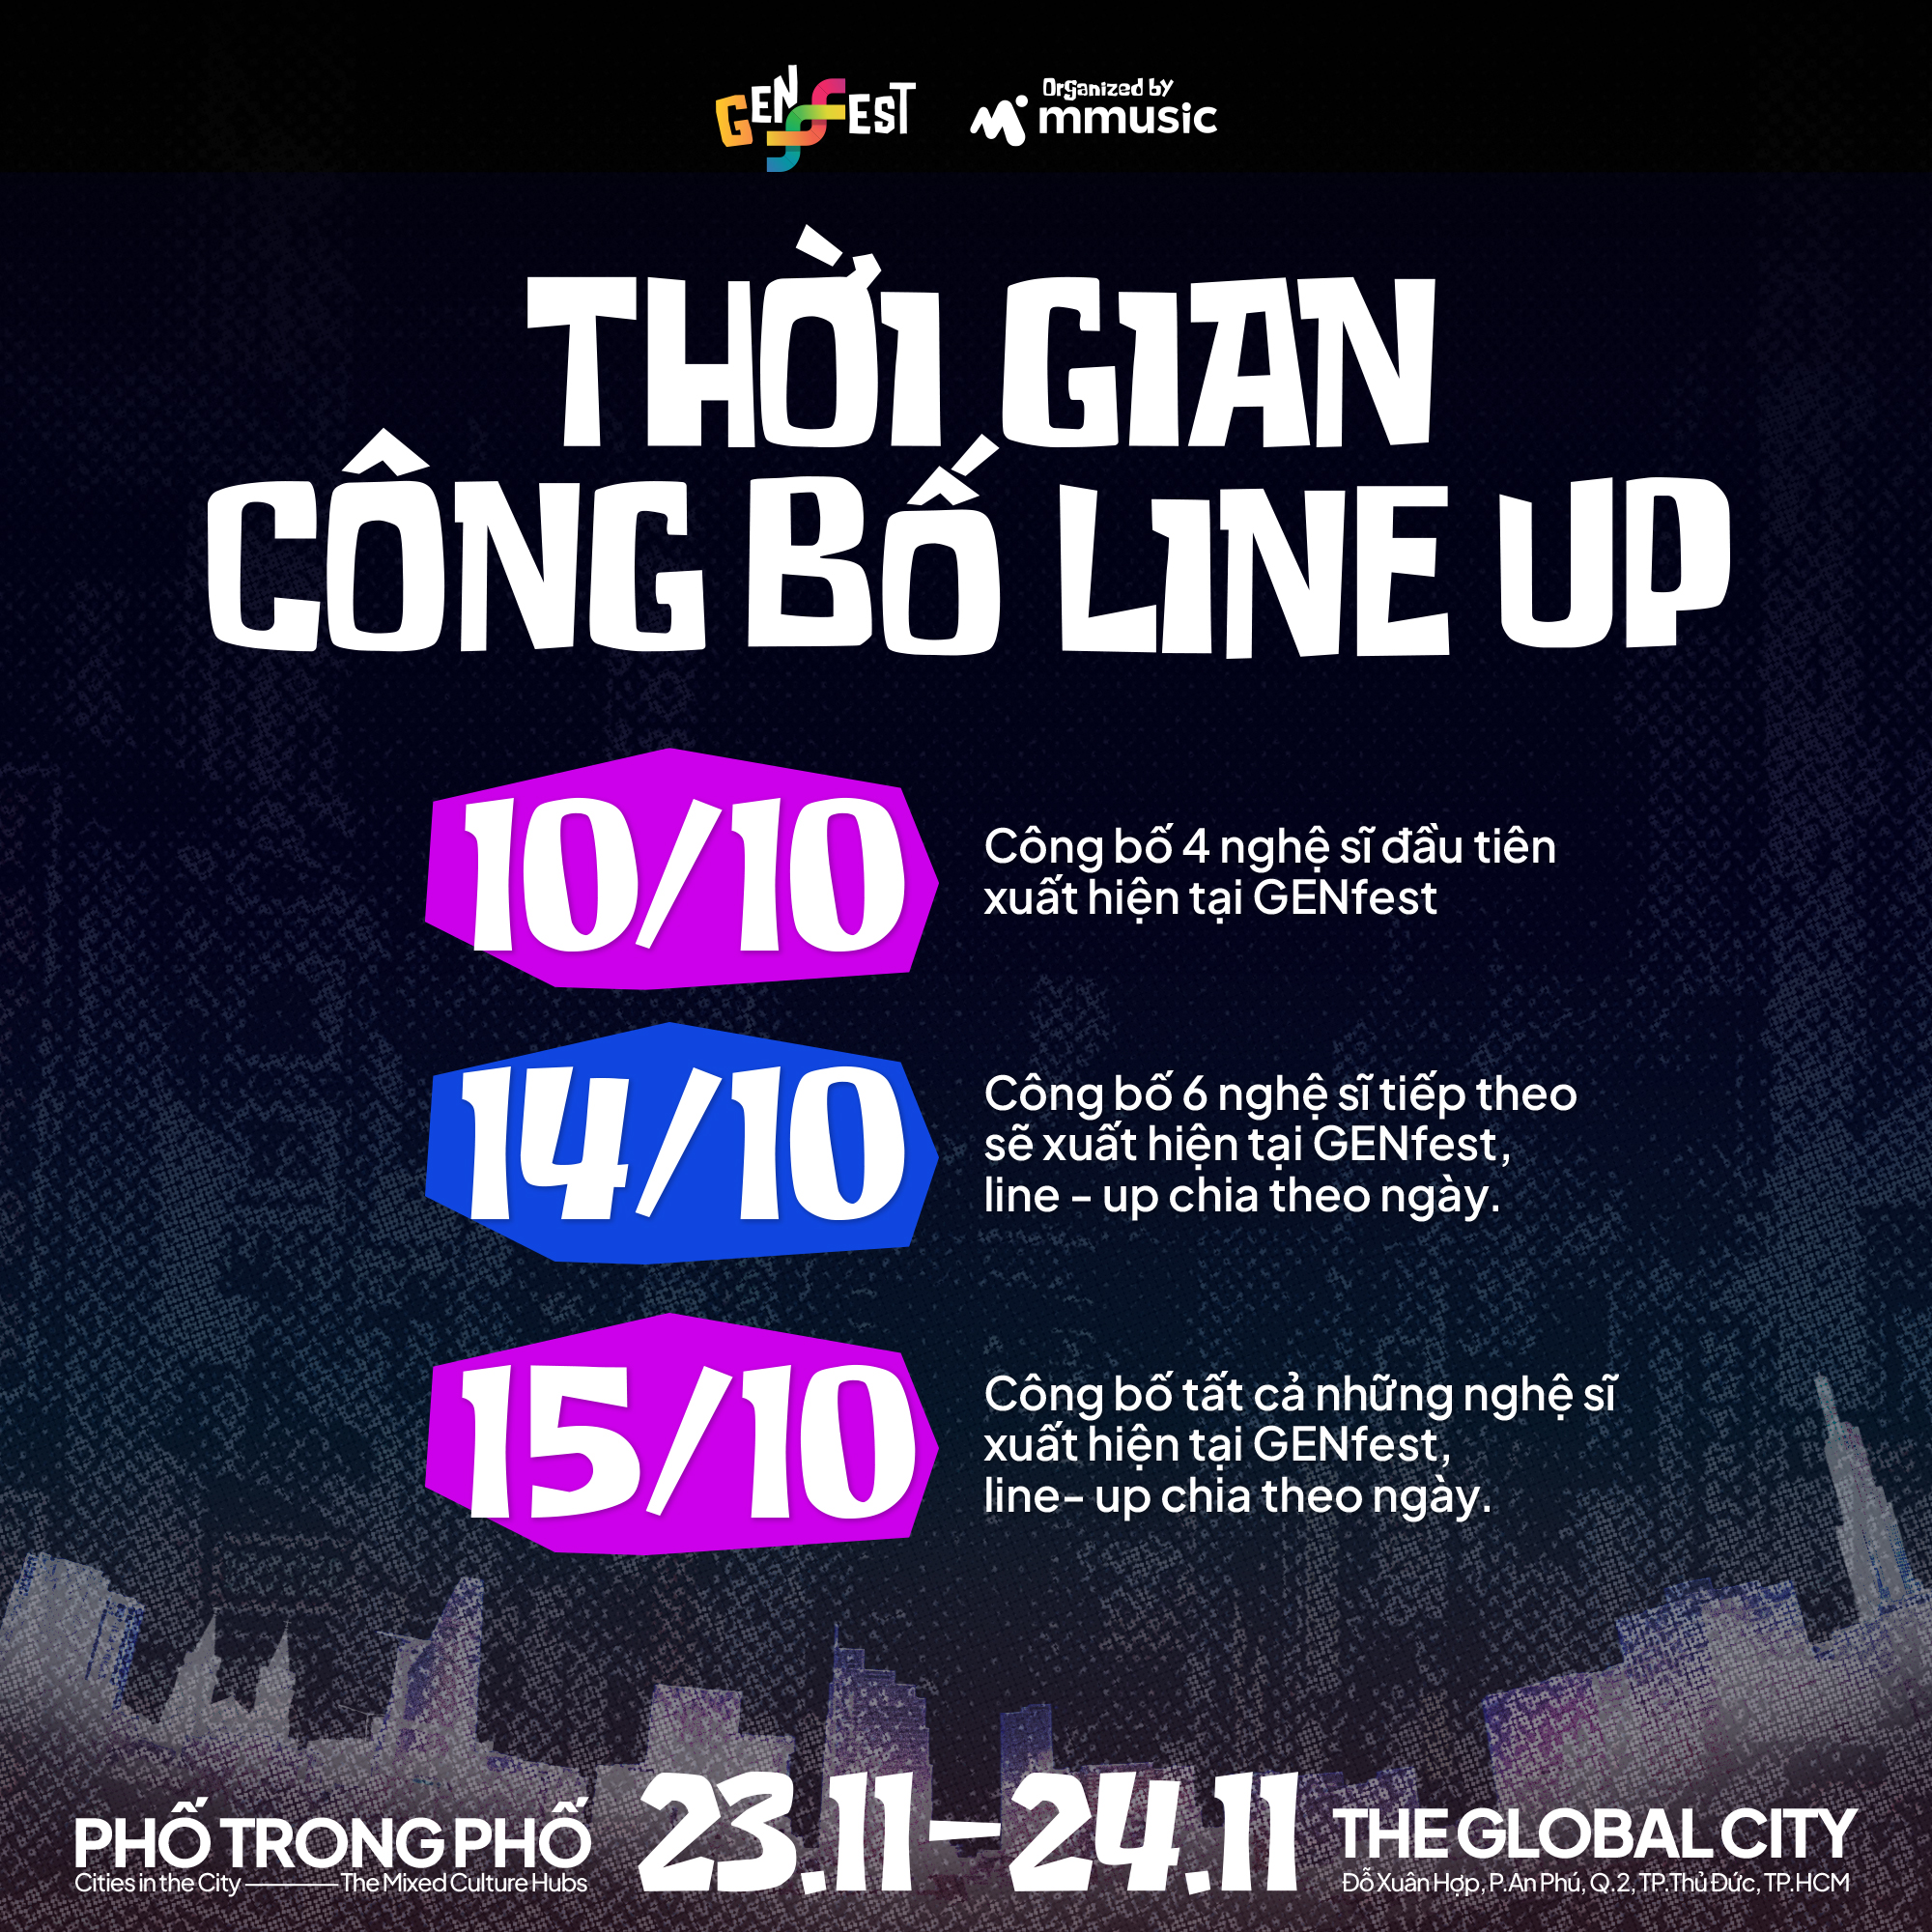 GENFEST
Organized by
mmusic
THỜI GIAN
CÔNG BỐ LINE UP
10/10
Công bố 4 nghệ sĩ đầu tiên
xuất hiện tại GENfest
14/10
Công bố 6 nghệ sĩ tiếp theo
sẽ xuất hiện tại GENfest,
line - up chia theo ngày.
15/10
Công bố tất cả những nghệ sĩ
xuất hiện tại GENfest,
line- up chia theo ngày.
PHỐ TRONG PHỐ
Cities in the City — The Mixed Culture Hubs
23.11-24.11
THE GLOBAL CITY
Đỗ Xuân Hợp, P.An Phú, Q.2, TP.Thủ Đức, TP.HCM